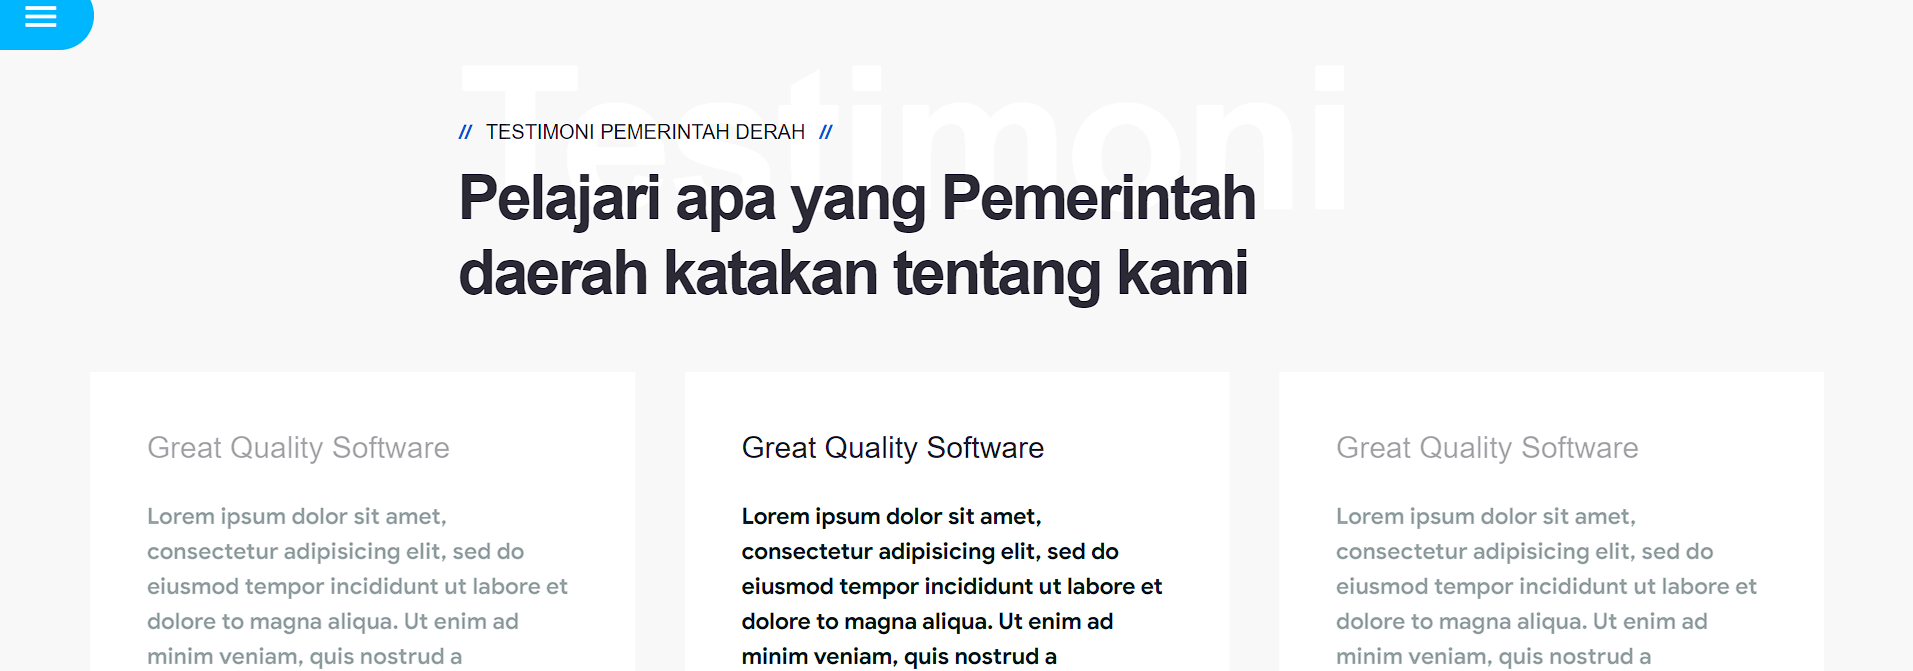 Testimoni
// TESTIMONI PEMERINTAH DERAH //
Pelajari apa yang Pemerintah
daerah katakan tentang kami
Great Quality Software
Lorem ipsum dolor sit amet,
consectetur adipisicing elit, sed do
eiusmod tempor incididunt ut labore et
dolore to magna aliqua. Ut enim ad
minim veniam, quis nostrud a
Great Quality Software
Lorem ipsum dolor sit amet,
consectetur adipisicing elit, sed do
eiusmod tempor incididunt ut labore et
dolore to magna aliqua. Ut enim ad
minim veniam, quis nostrud a
Great Quality Software
Lorem ipsum dolor sit amet,
consectetur adipisicing elit, sed do
eiusmod tempor incididunt ut labore et
dolore to magna aliqua. Ut enim ad
minim veniam, quis nostrud a